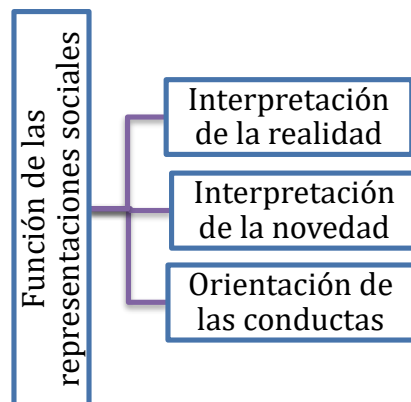 Función de las
representaciones sociales
Interpretación
de la realidad
Interpretación
de la novedad
Orientación de
las conductas